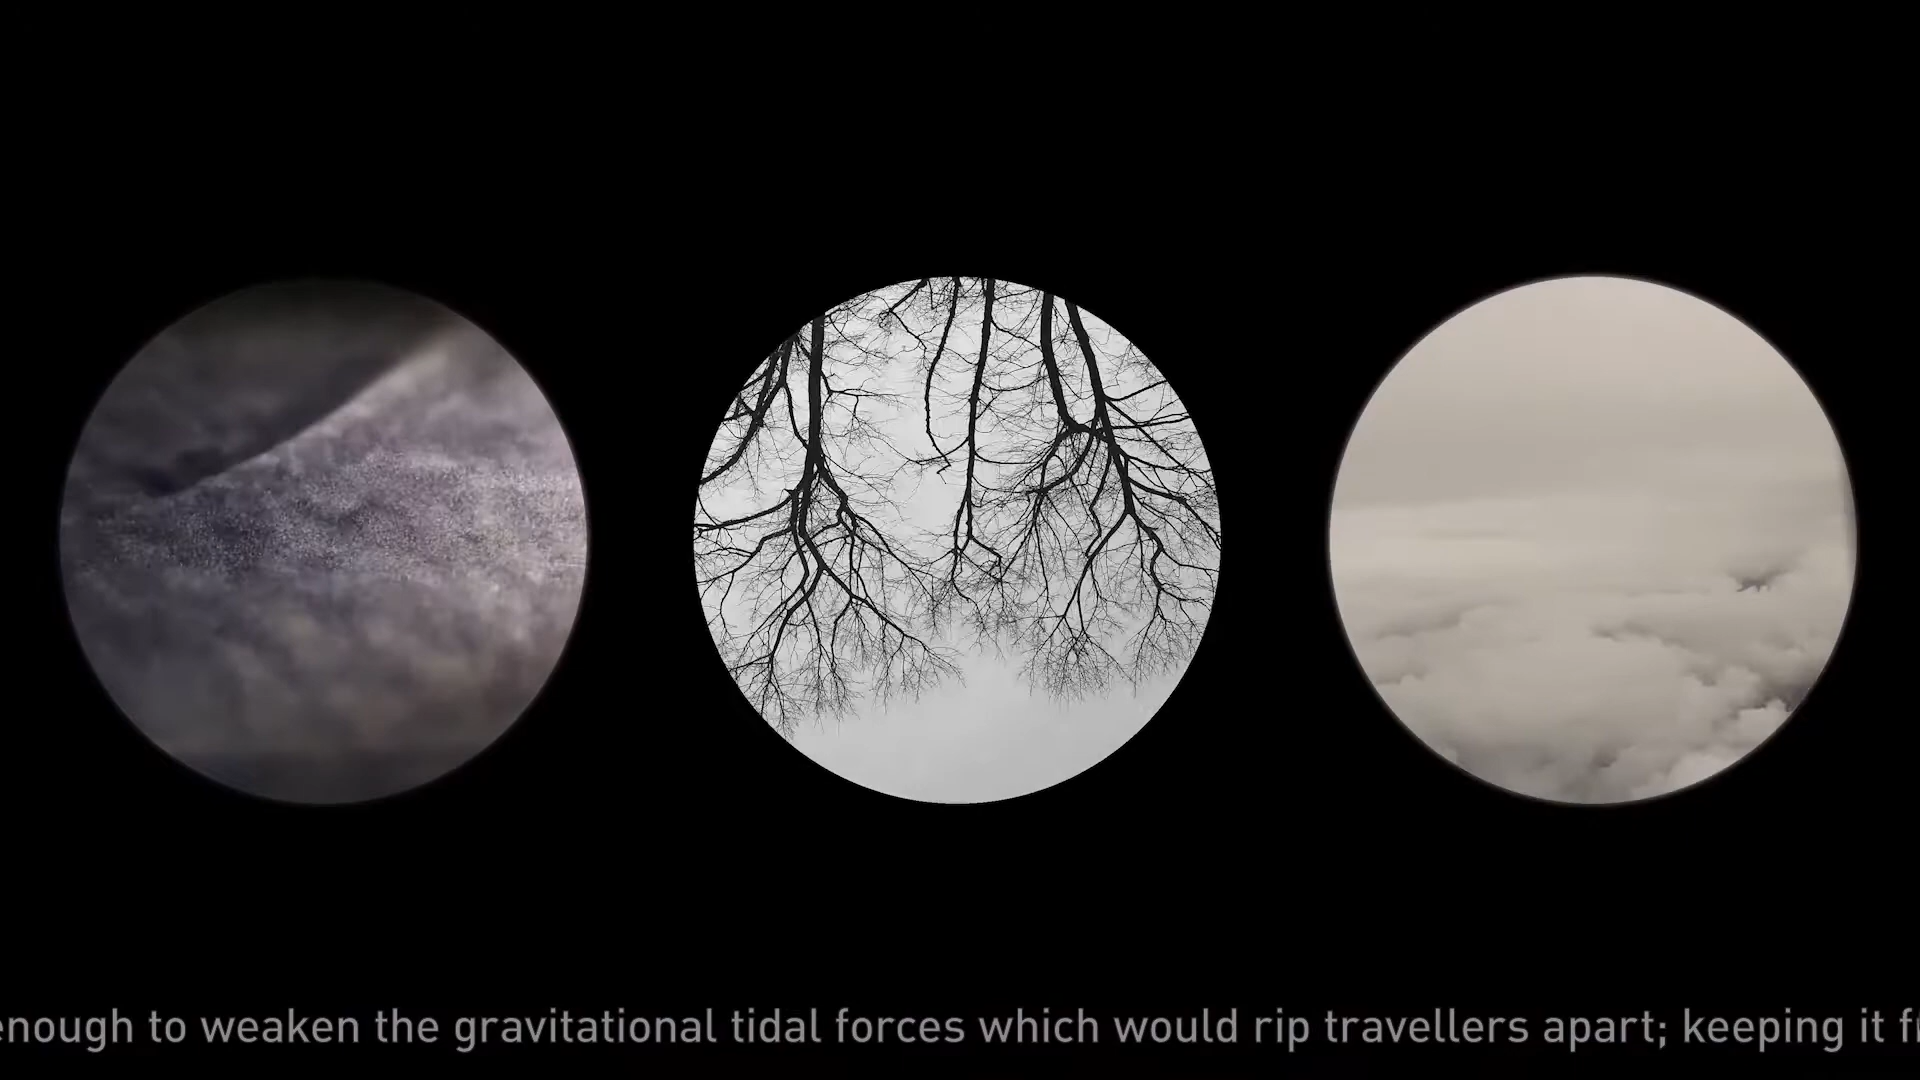 enough to weaken the gravitational tidal forces which would rip travellers apart; keeping it